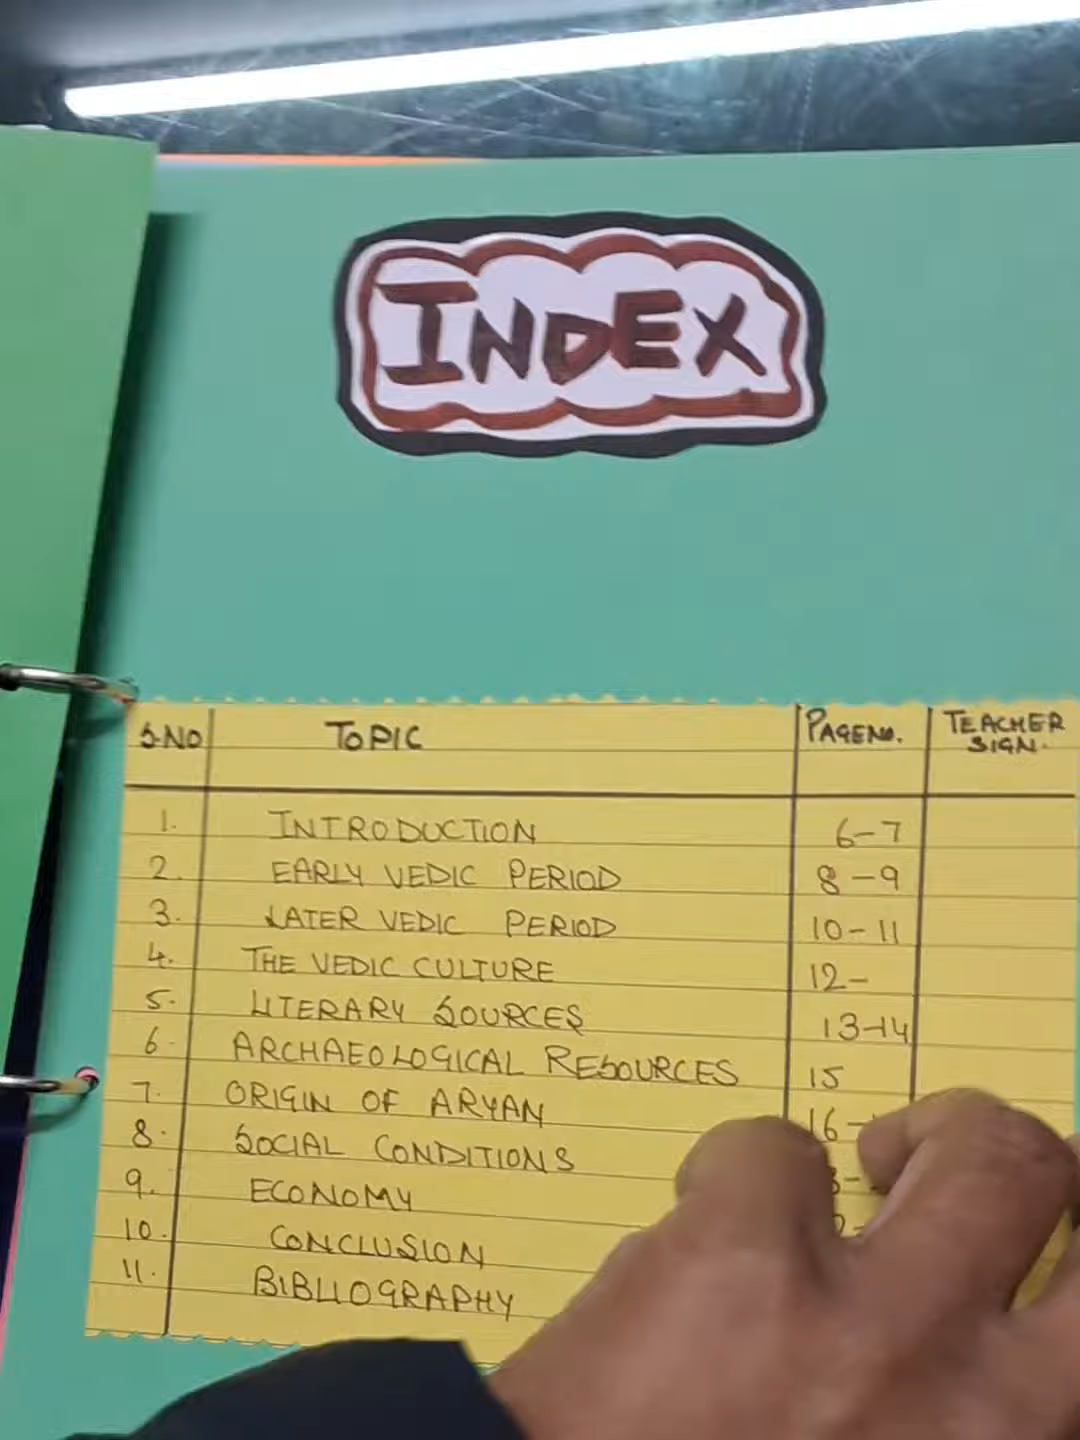 INDEX
S.NO TOPIC PAGENO. TEACHER SIGN.
1. INTRODUCTION 6-7
2. EARLY VEDIC PERIOD 8-9
3. LATER VEDIC PERIOD 10-11
4. THE VEDIC CULTURE 12-
5. LITERARY SOURCES 13-14
6. ARCHAEOLOGICAL RESOURCES 15
7. ORIGIN OF ARYAN 16-
8. SOCIAL CONDITIONS
9. ECONOMY
10. CONCLUSION
11. BIBLIOGRAPHY